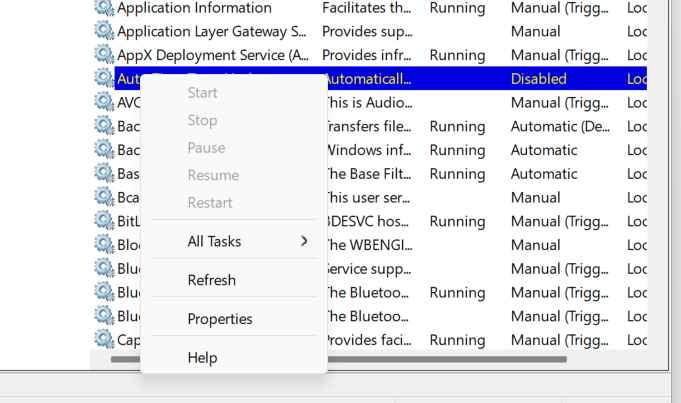 Application Information Facilitates th... Running Manual (Trigg... Loc
Application Layer Gateway S... Provides sup... Manual Loc
AppX Deployment Service (A... Provides infr... Running Manual (Trigg... Loc
Automaticall... Disabled Loc
AVC This is Audio... Manual (Trigg... Loc
Start
Bac Transfers file... Running Automatic (De... Loc
Stop
Bac Windows inf... Running Automatic Loc
Pause
Bas The Base Filt... Running Automatic Loc
Resume
Bca This user ser... Manual Loc
Restart
BitL BDESVC hos... Running Manual (Trigg... Loc
Blo The WBENGI... Manual Loc
All Tasks
Blu Service supp... Manual (Trigg... Loc
Refresh
Blu The Bluetoo... Running Manual (Trigg... Loc
Blu The Bluetoo... Manual (Trigg... Loc
Properties
Cap Provides faci... Running Manual (Trigg... Loc
Help